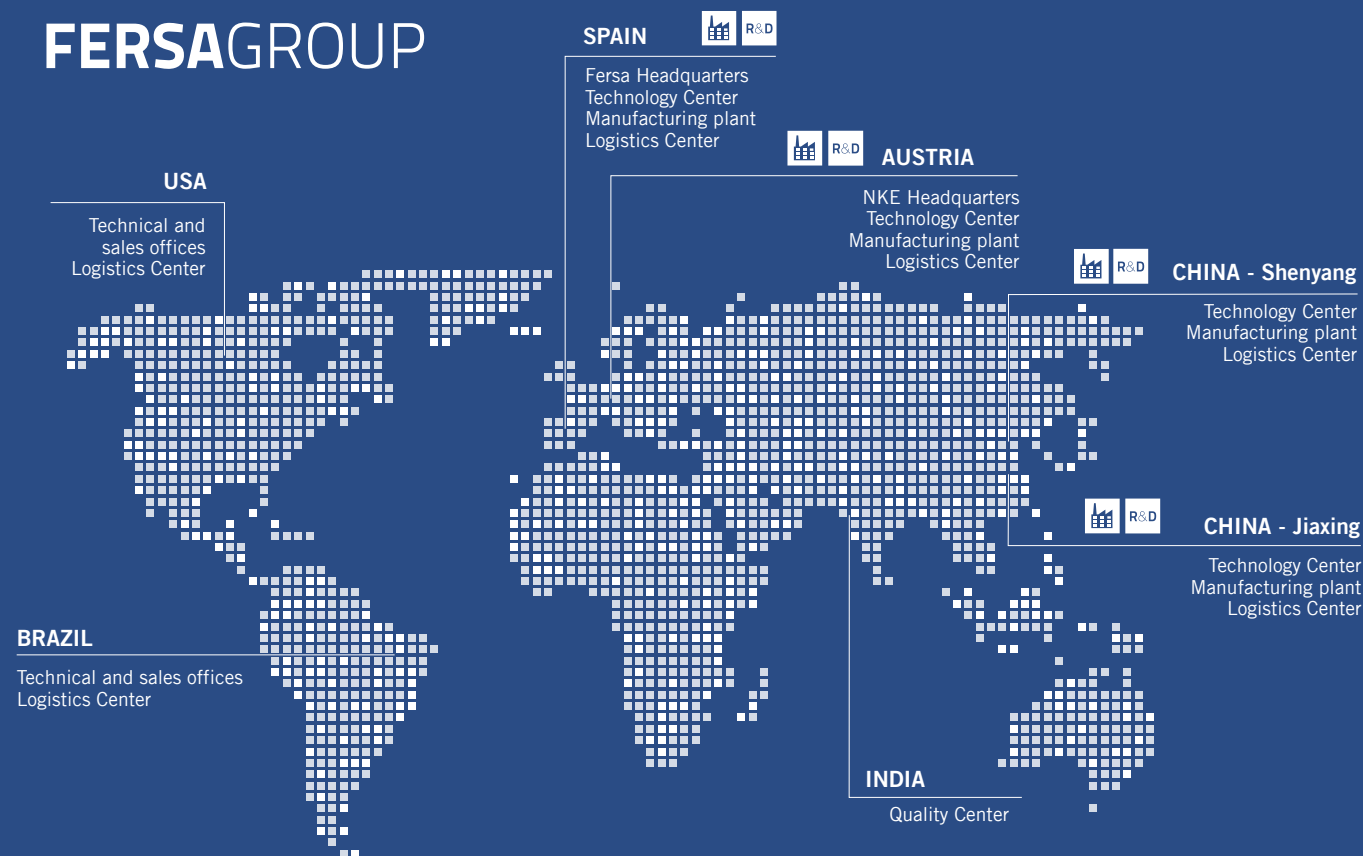 FERSAGROUP
SPAIN
R&D
Fersa Headquarters
Technology Center
Manufacturing plant
Logistics Center
R&D
AUSTRIA
NKE Headquarters
Technology Center
Manufacturing plant
Logistics Center
USA
Technical and
sales offices
Logistics Center
R&D
CHINA - Shenyang
Technology Center
Manufacturing plant
Logistics Center
R&D
CHINA - Jiaxing
Technology Center
Manufacturing plant
Logistics Center
BRAZIL
Technical and sales offices
Logistics Center
INDIA
Quality Center